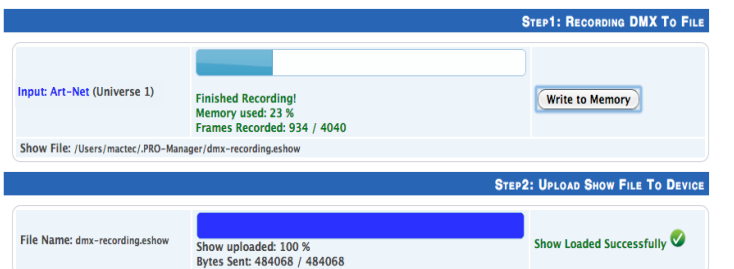 STEP1: RECORDING DMX TO FILE
Input: Art-Net (Universe 1)
Finished Recording!
Memory used: 23 %
Frames Recorded: 934 / 4040
Write to Memory
Show File: /Users/mactec/.PRO-Manager/dmx-recording.eshow
STEP2: UPLOAD SHOW FILE TO DEVICE
File Name: dmx-recording.eshow
Show uploaded: 100 %
Bytes Sent: 484068 / 484068
Show Loaded Successfully